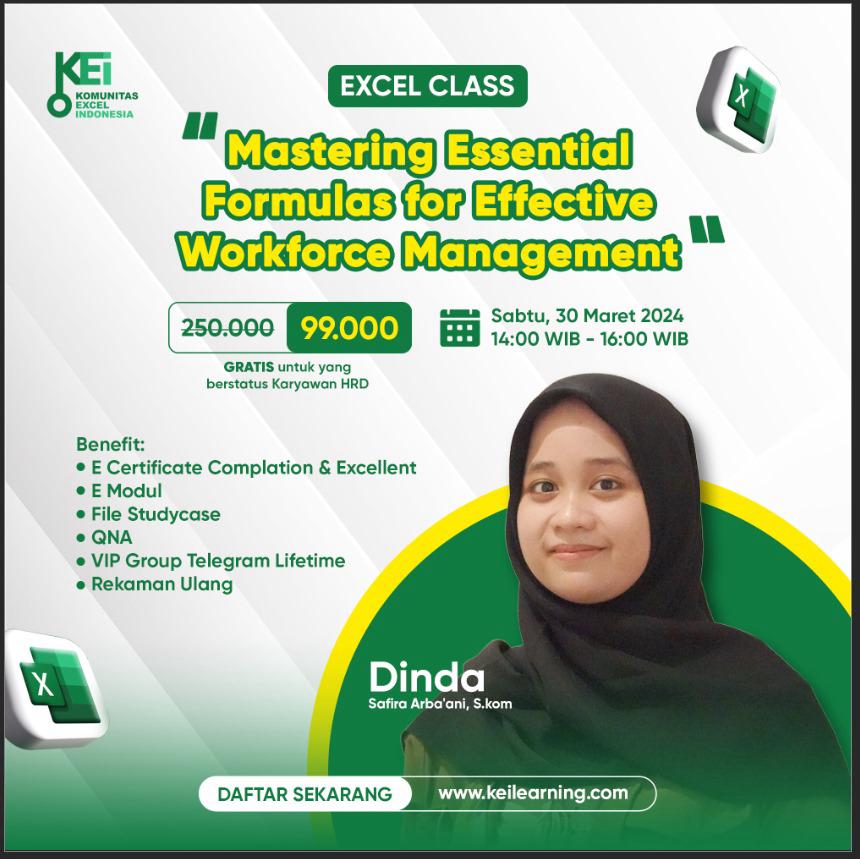 KEi
KOMUNITAS
EXCEL
INDONESIA
EXCEL CLASS
"Mastering Essential
Formulas for Effective
Workforce Management"
250.000 99.000
GRATIS untuk yang
berstatus Karyawan HRD
Sabtu, 30 Maret 2024
14:00 WIB - 16:00 WIB
Benefit:
• E Certificate Complation & Excellent
• E Modul
• File Studycase
• QNA
• VIP Group Telegram Lifetime
• Rekaman Ulang
Dinda
Safira Arba'ani, S.kom
DAFTAR SEKARANG www.keilearning.com
X
X